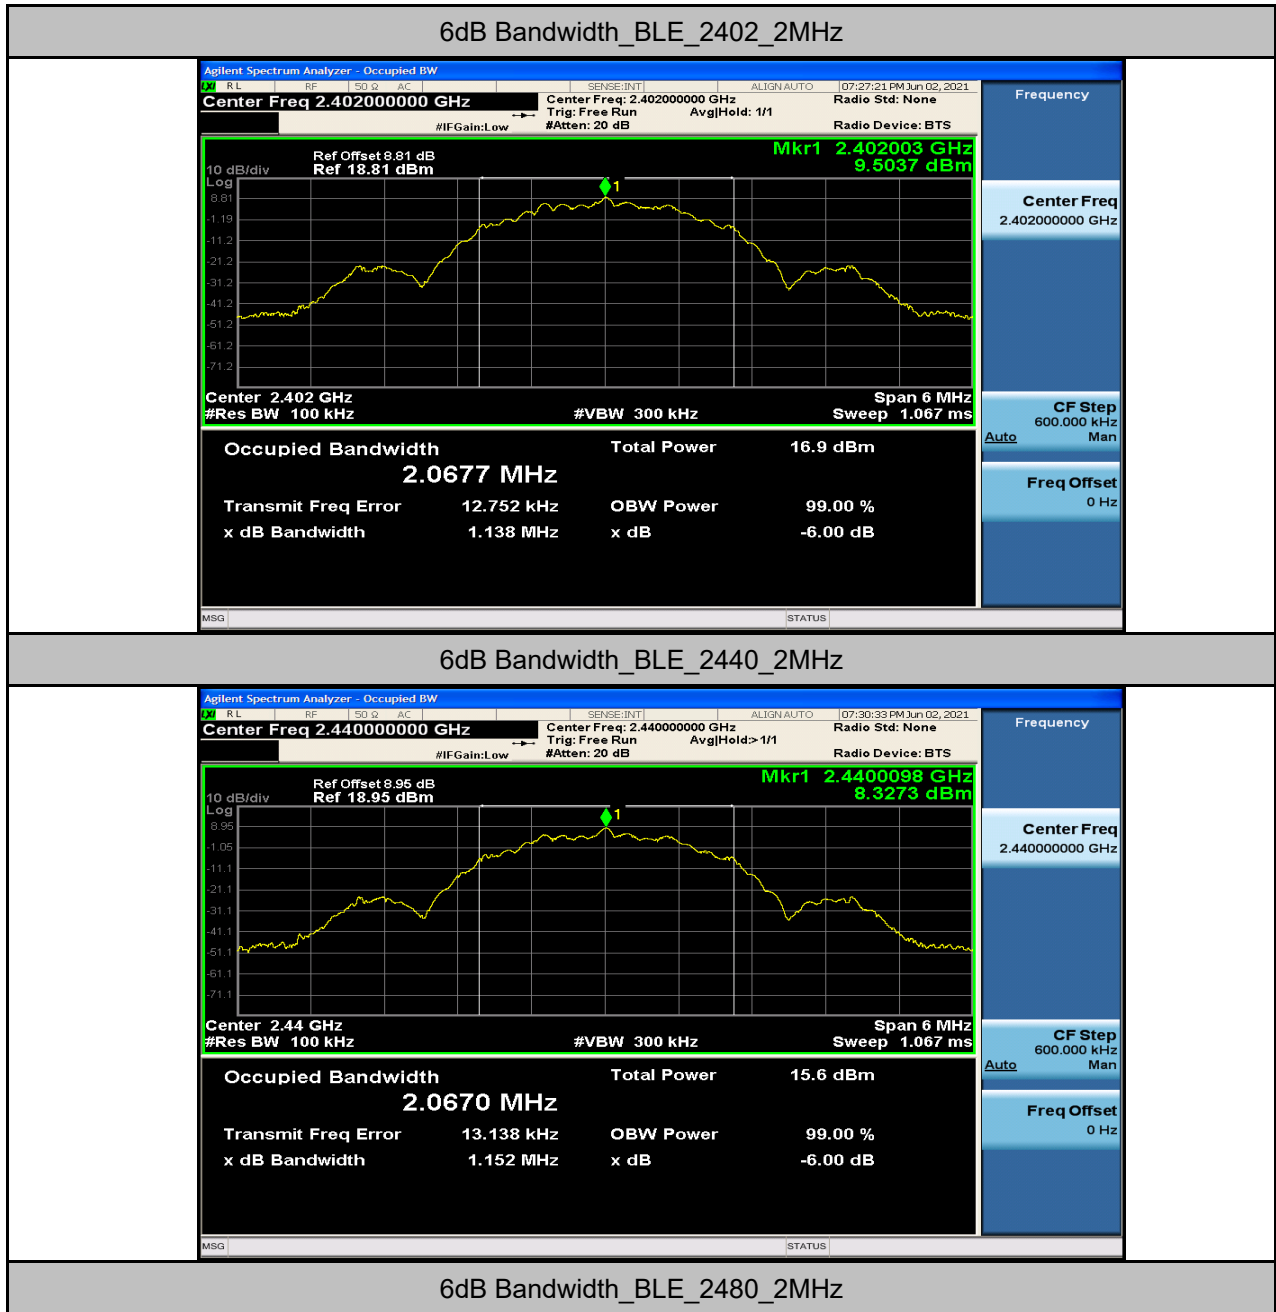 6dB Bandwidth_BLE_2402_2MHz
Agilent Spectrum Analyzer - Occupied BW
LXI RL RF 50 Ω AC SENSE:INT ALIGN AUTO 07:27:21 PM Jun 02, 2021
Center Freq 2.402000000 GHz Center Freq: 2.402000000 GHz Radio Std: None Frequency
Trig: Free Run Avg|Hold: 1/1
#IFGain:Low #Atten: 20 dB Radio Device: BTS
Mkr1 2.402003 GHz
9.5037 dBm
Ref Offset 8.81 dB
10 dB/div Ref 18.81 dBm
Log
1
8.81
-1.19
-11.2
-21.2
-31.2
-41.2
-51.2
-61.2
-71.2
Center Freq
2.402000000 GHz
Center 2.402 GHz Span 6 MHz
#Res BW 100 kHz #VBW 300 kHz Sweep 1.067 ms
CF Step
600.000 kHz
Auto Man
Occupied Bandwidth Total Power 16.9 dBm
2.0677 MHz
Transmit Freq Error 12.752 kHz OBW Power 99.00 %
x dB Bandwidth 1.138 MHz x dB -6.00 dB
Freq Offset
0 Hz
MSG STATUS
6dB Bandwidth_BLE_2440_2MHz
Agilent Spectrum Analyzer - Occupied BW
LXI RL RF 50 Ω AC SENSE:INT ALIGN AUTO 07:30:33 PM Jun 02, 2021
Center Freq 2.440000000 GHz Center Freq: 2.440000000 GHz Radio Std: None Frequency
Trig: Free Run Avg|Hold:>1/1
#IFGain:Low #Atten: 20 dB Radio Device: BTS
Mkr1 2.4400098 GHz
8.3273 dBm
Ref Offset 8.95 dB
10 dB/div Ref 18.95 dBm
Log
1
8.95
-1.05
-11.1
-21.1
-31.1
-41.1
-51.1
-61.1
-71.1
Center Freq
2.440000000 GHz
Center 2.44 GHz Span 6 MHz
#Res BW 100 kHz #VBW 300 kHz Sweep 1.067 ms
CF Step
600.000 kHz
Auto Man
Occupied Bandwidth Total Power 15.6 dBm
2.0670 MHz
Transmit Freq Error 13.138 kHz OBW Power 99.00 %
x dB Bandwidth 1.152 MHz x dB -6.00 dB
Freq Offset
0 Hz
MSG STATUS
6dB Bandwidth_BLE_2480_2MHz